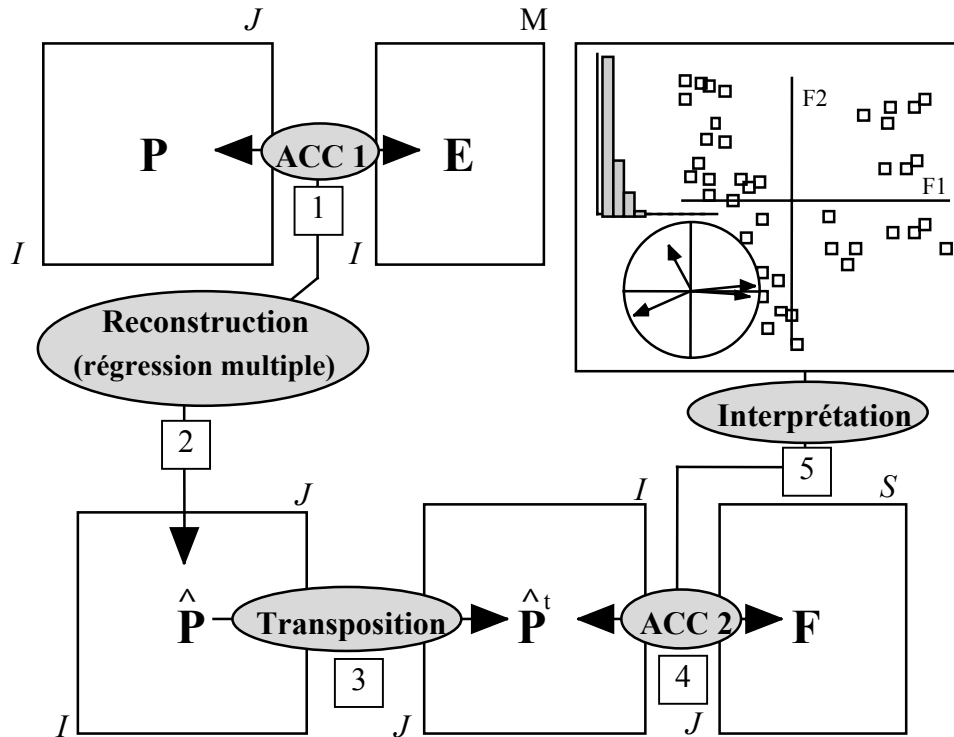 J
M
P
ACC 1
E
1
I
I
F2
F1
Reconstruction
(régression multiple)
Interprétation
2
5
J
I
S
^
P
Transposition
^
P t
ACC 2
F
3
4
I
J
J